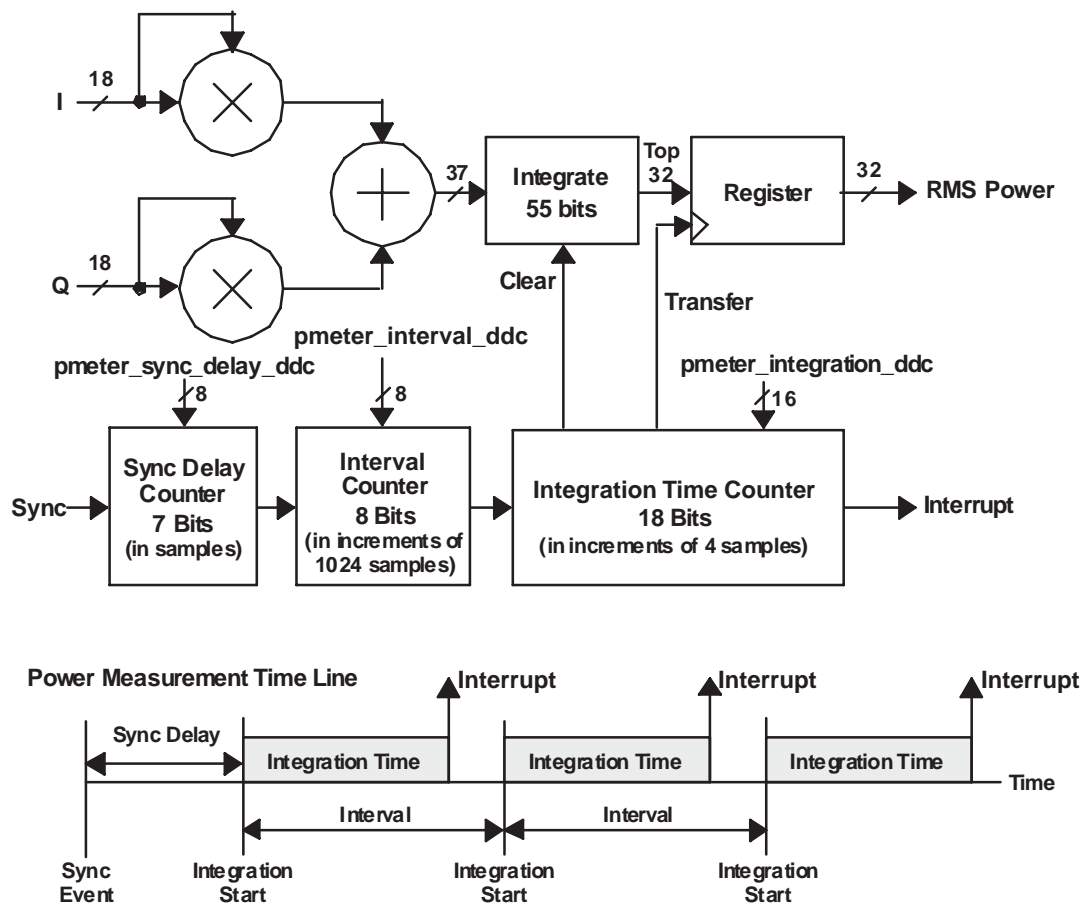 I
18
Q
18
37
Integrate
55 bits
Top
32
Register
32
RMS Power
Clear
Transfer
pmeter_sync_delay_ddc
8
pmeter_interval_ddc
8
pmeter_integration_ddc
16
Sync
Sync Delay
Counter
7 Bits
(in samples)
Interval
Counter
8 Bits
(in increments of
1024 samples)
Integration Time Counter
18 Bits
(in increments of 4 samples)
Interrupt
Power Measurement Time Line
Interrupt
Interrupt
Interrupt
Sync Delay
Integration Time
Integration Time
Integration Time
Time
Interval
Interval
Sync
Event
Integration
Start
Integration
Start
Integration
Start